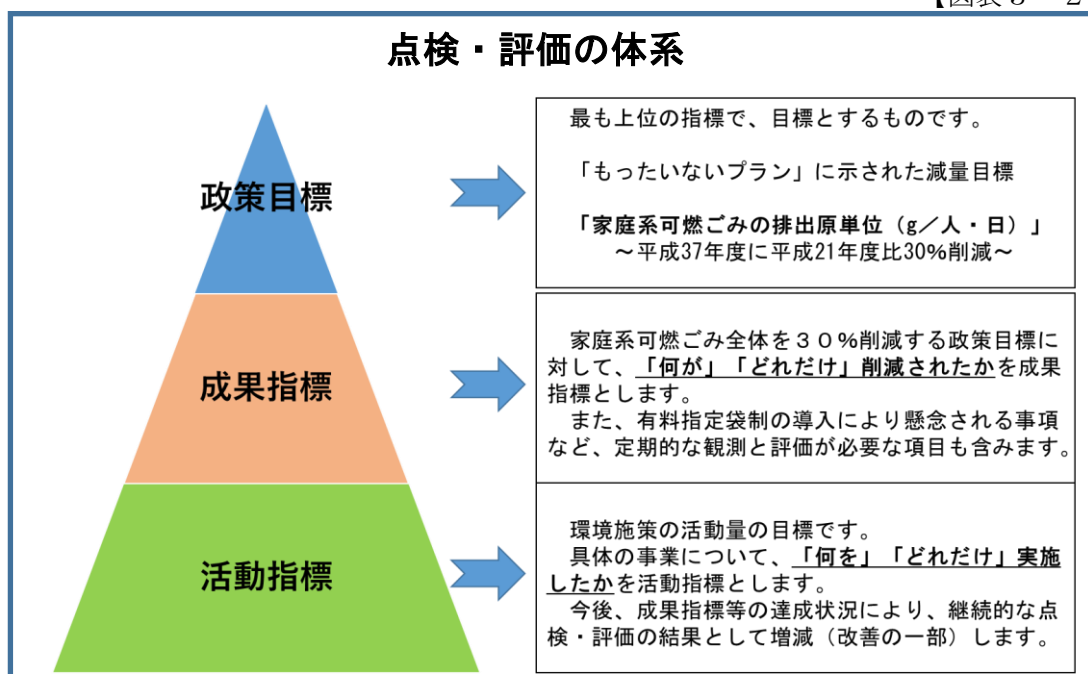 点検・評価の体系
政策目標
最も上位の指標で、目標とするものです。
「もったいないプラン」に示された減量目標
「家庭系可燃ごみの排出原単位（g／人・日）」
～平成37年度に平成21年度比30%削減～
成果指標
家庭系可燃ごみ全体を３０％削減する政策目標に
対して、「何が」「どれだけ」削減されたかを成果
指標とします。
また、有料指定袋制の導入により懸念される事項
など、定期的な観測と評価が必要な項目も含みます。
活動指標
環境施策の活動量の目標です。
具体の事業について、「何を」「どれだけ」実施
したかを活動指標とします。
今後、成果指標等の達成状況により、継続的な点
検・評価の結果として増減（改善の一部）します。